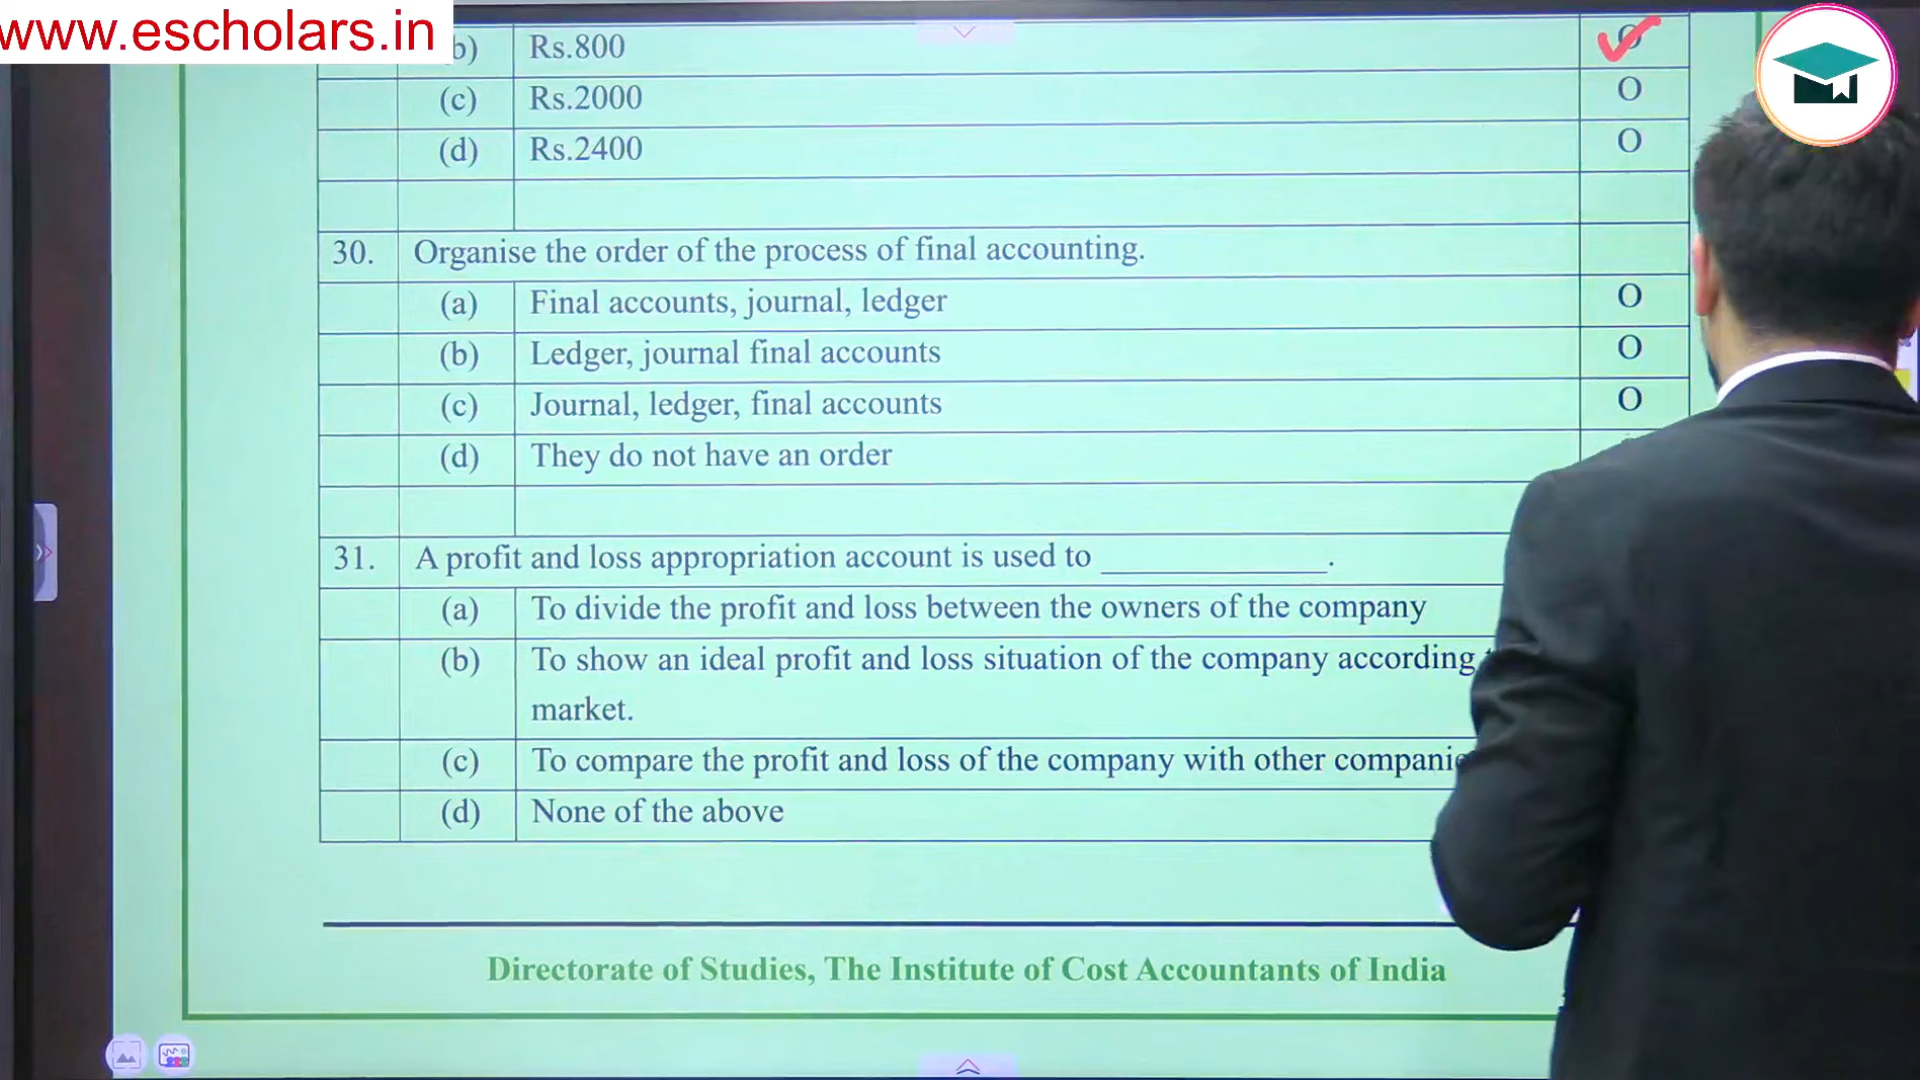 www.escholars.in
b) Rs.800
(c) Rs.2000 O
(d) Rs.2400 O
30. Organise the order of the process of final accounting.
(a) Final accounts, journal, ledger O
(b) Ledger, journal final accounts O
(c) Journal, ledger, final accounts O
(d) They do not have an order
31. A profit and loss appropriation account is used to ____________.
(a) To divide the profit and loss between the owners of the company
(b) To show an ideal profit and loss situation of the company according
market.
(c) To compare the profit and loss of the company with other
(d) None of the above
Directorate of Studies, The Institute of Cost Accountants of India